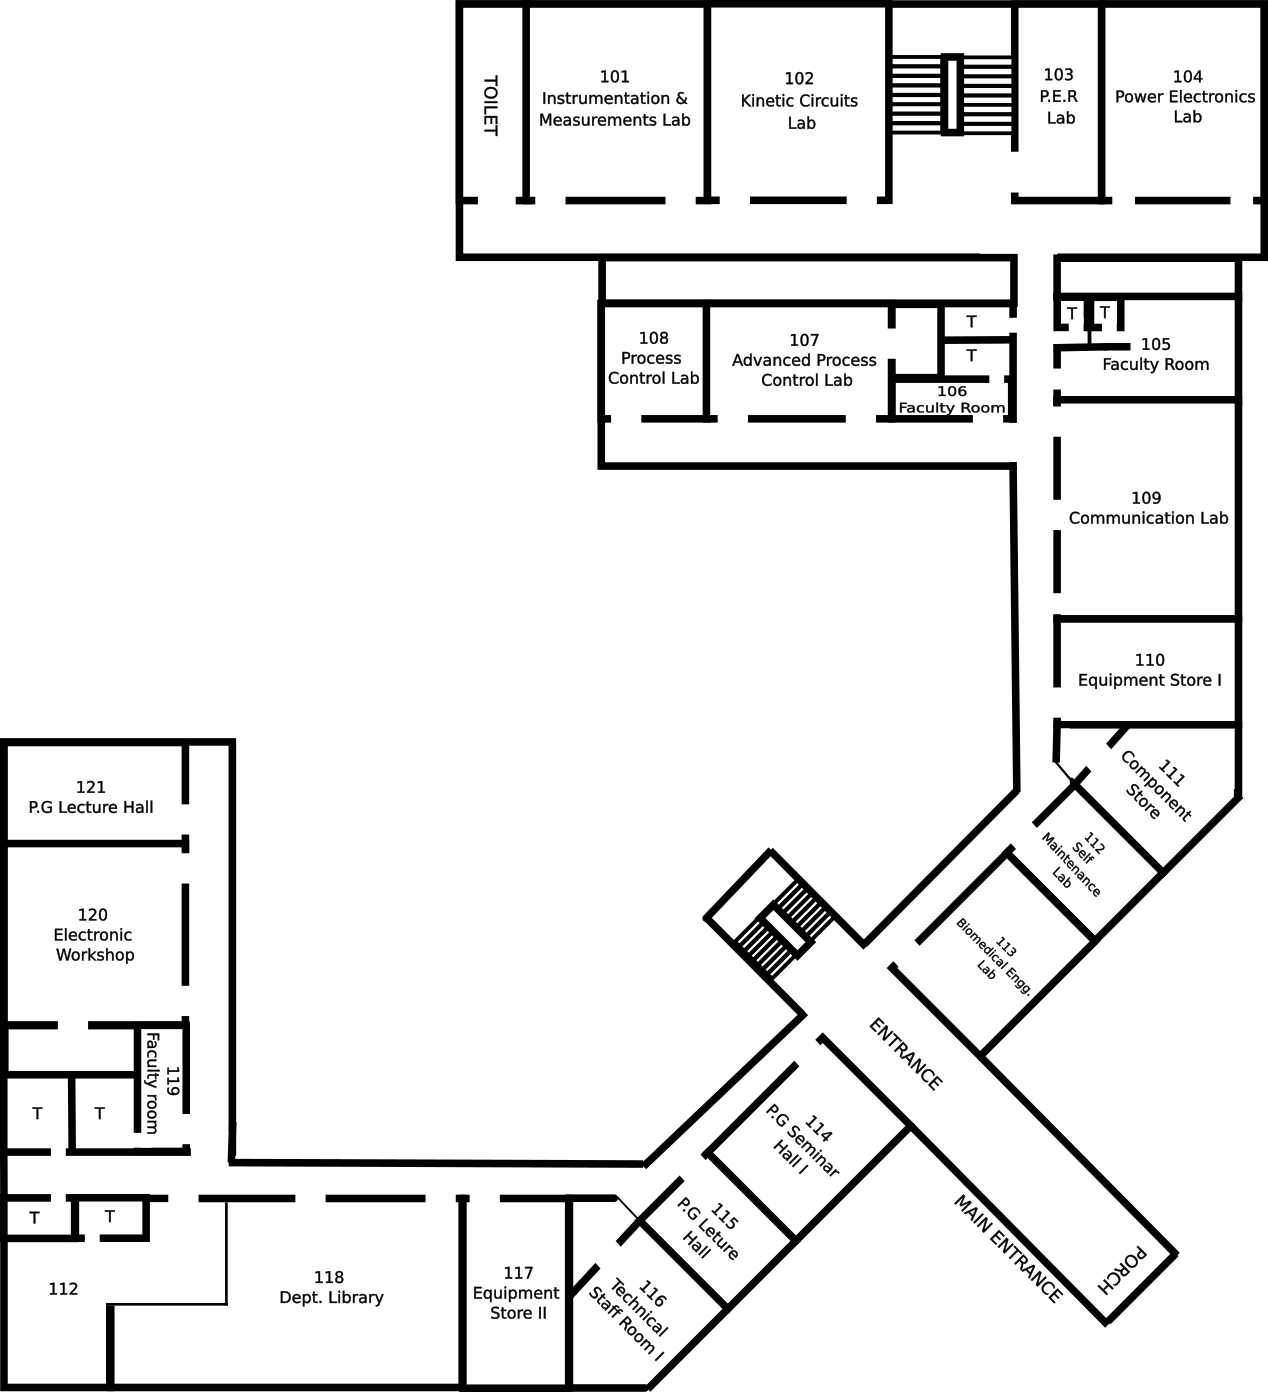 TOILET
101
Instrumentation &
Measurements Lab
102
Kinetic Circuits
Lab
103
P.E.R
Lab
104
Power Electronics
Lab
108
Process
Control Lab
107
Advanced Process
Control Lab
T
T
106
Faculty Room
T
T
105
Faculty Room
109
Communication Lab
110
Equipment Store I
111
Component
Store
112
Self
Maintenance
Lab
113
Biomedical Engg.
Lab
ENTRANCE
114
P.G Seminar
Hall I
115
P.G Leture
Hall
116
Technical
Staff Room I
MAIN ENTRANCE
PORCH
121
P.G Lecture Hall
120
Electronic
Workshop
119
Faculty room
T
T
T
T
112
118
Dept. Library
117
Equipment
Store II